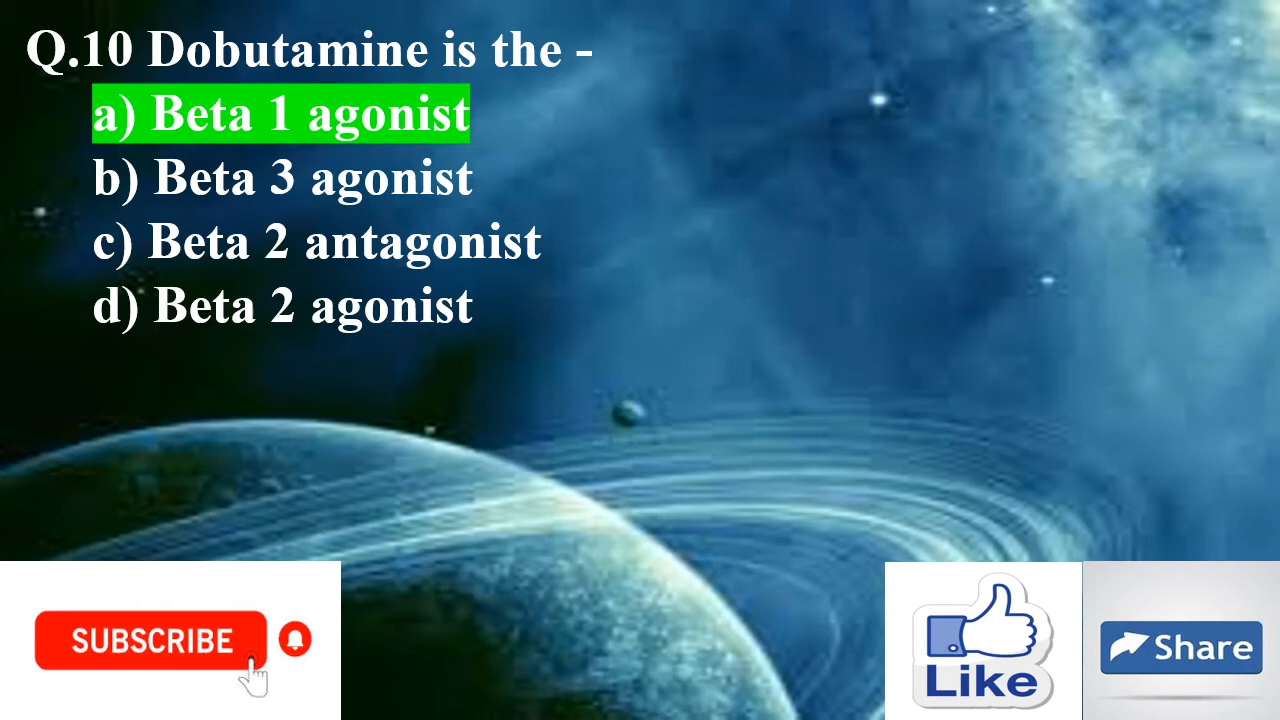 Q.10 Dobutamine is the -
a) Beta 1 agonist
b) Beta 3 agonist
c) Beta 2 antagonist
d) Beta 2 agonist
SUBSCRIBE
Like
Share